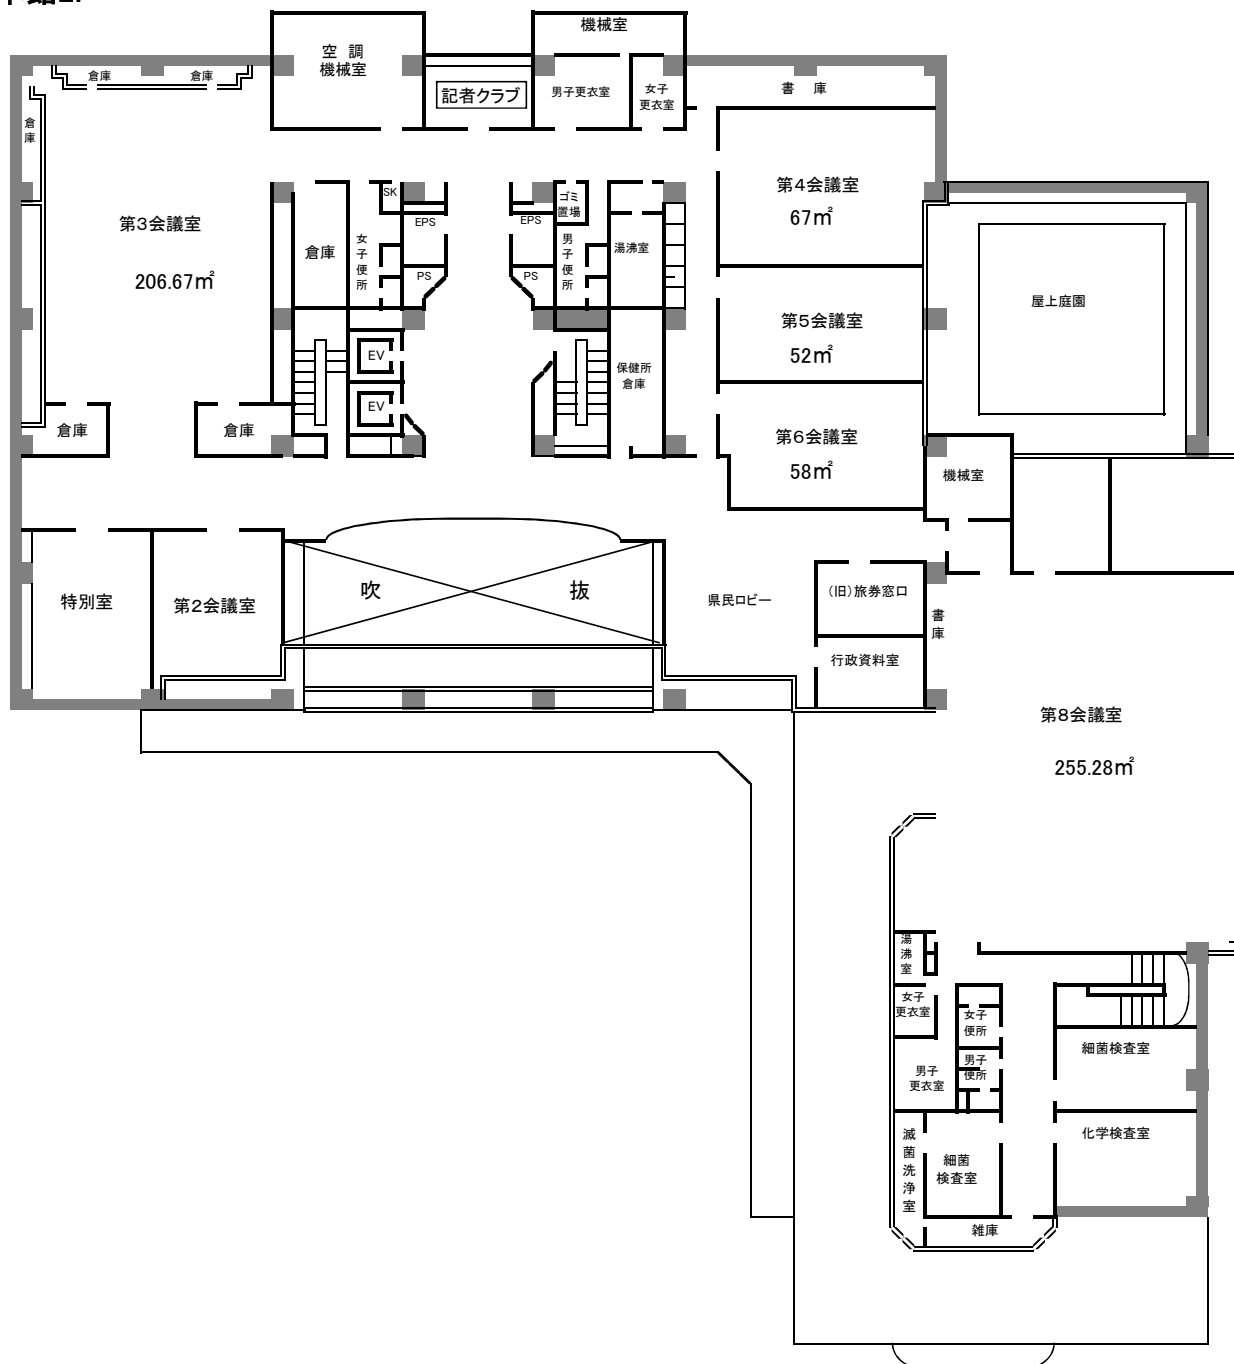 機械室
空 調
機械室
倉庫
倉庫
記者クラブ
男子更衣室
女子
更衣室
書 庫
倉
庫
第3会議室
206.67㎡
倉庫
女
子
便
所
SK
EPS
PS
EPS
PS
ゴミ
置場
男
子
便
所
湯沸室
第4会議室
67㎡
第5会議室
52㎡
屋上庭園
EV
EV
保健所
倉庫
倉庫
倉庫
第6会議室
58㎡
機械室
特別室
第2会議室
吹 抜
県民ロビー
(旧)旅券窓口
行政資料室
書
庫
第8会議室
255.28㎡
湯
沸
室
女子
更衣室
女子
便所
男子
便所
男子
更衣室
細菌検査室
化学検査室
滅
菌
洗
浄
室
細菌
検査室
雑庫